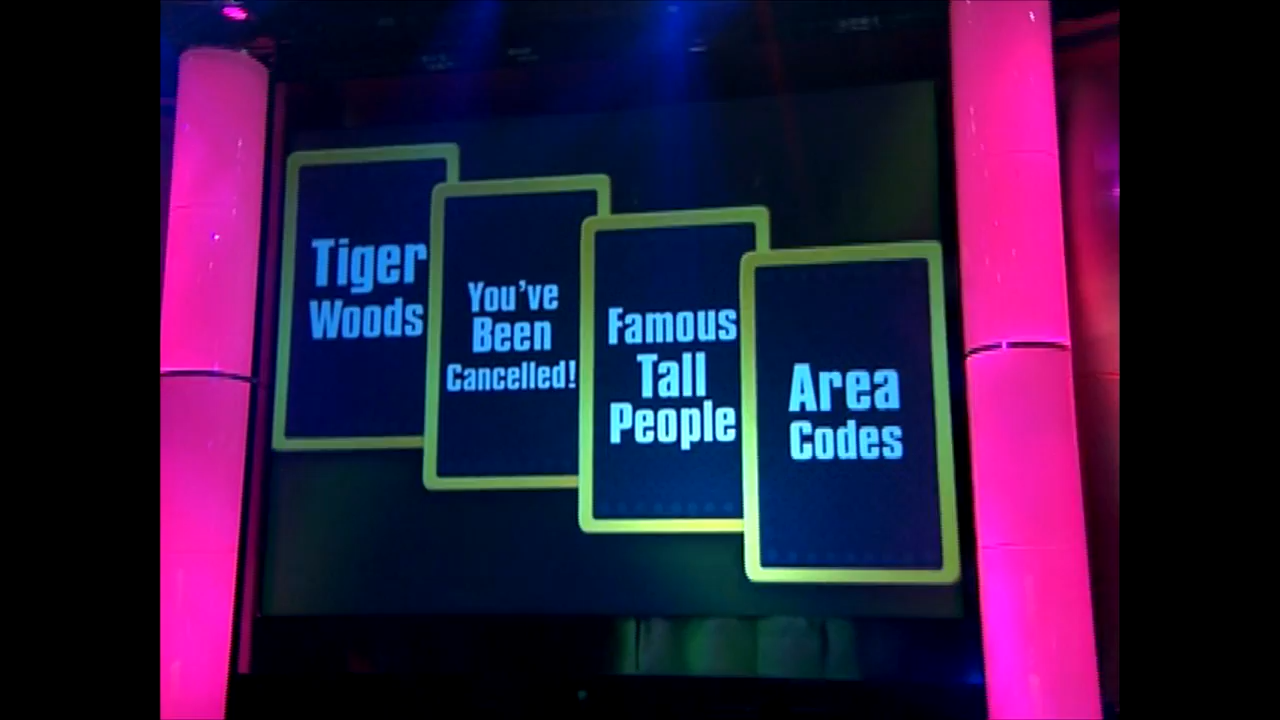 Tiger
Woods
You've
Been
Cancelled!
Famous
Tall
People
Area
Codes